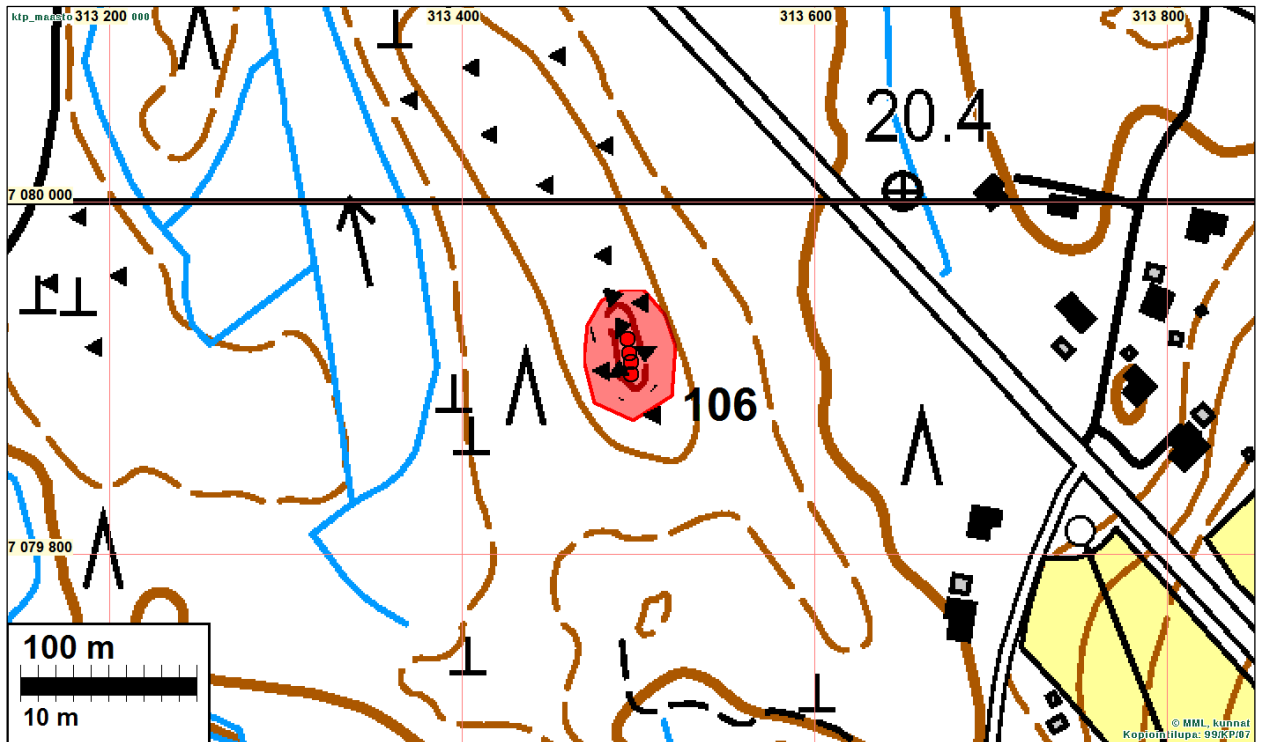 ktp_maasto 313 200 000 313 400 313 600 313 800
20.4
7 080 000
106
7 079 800
100 m
10 m
© MML, kunnat
Kopiointilupa: 99/KP/07